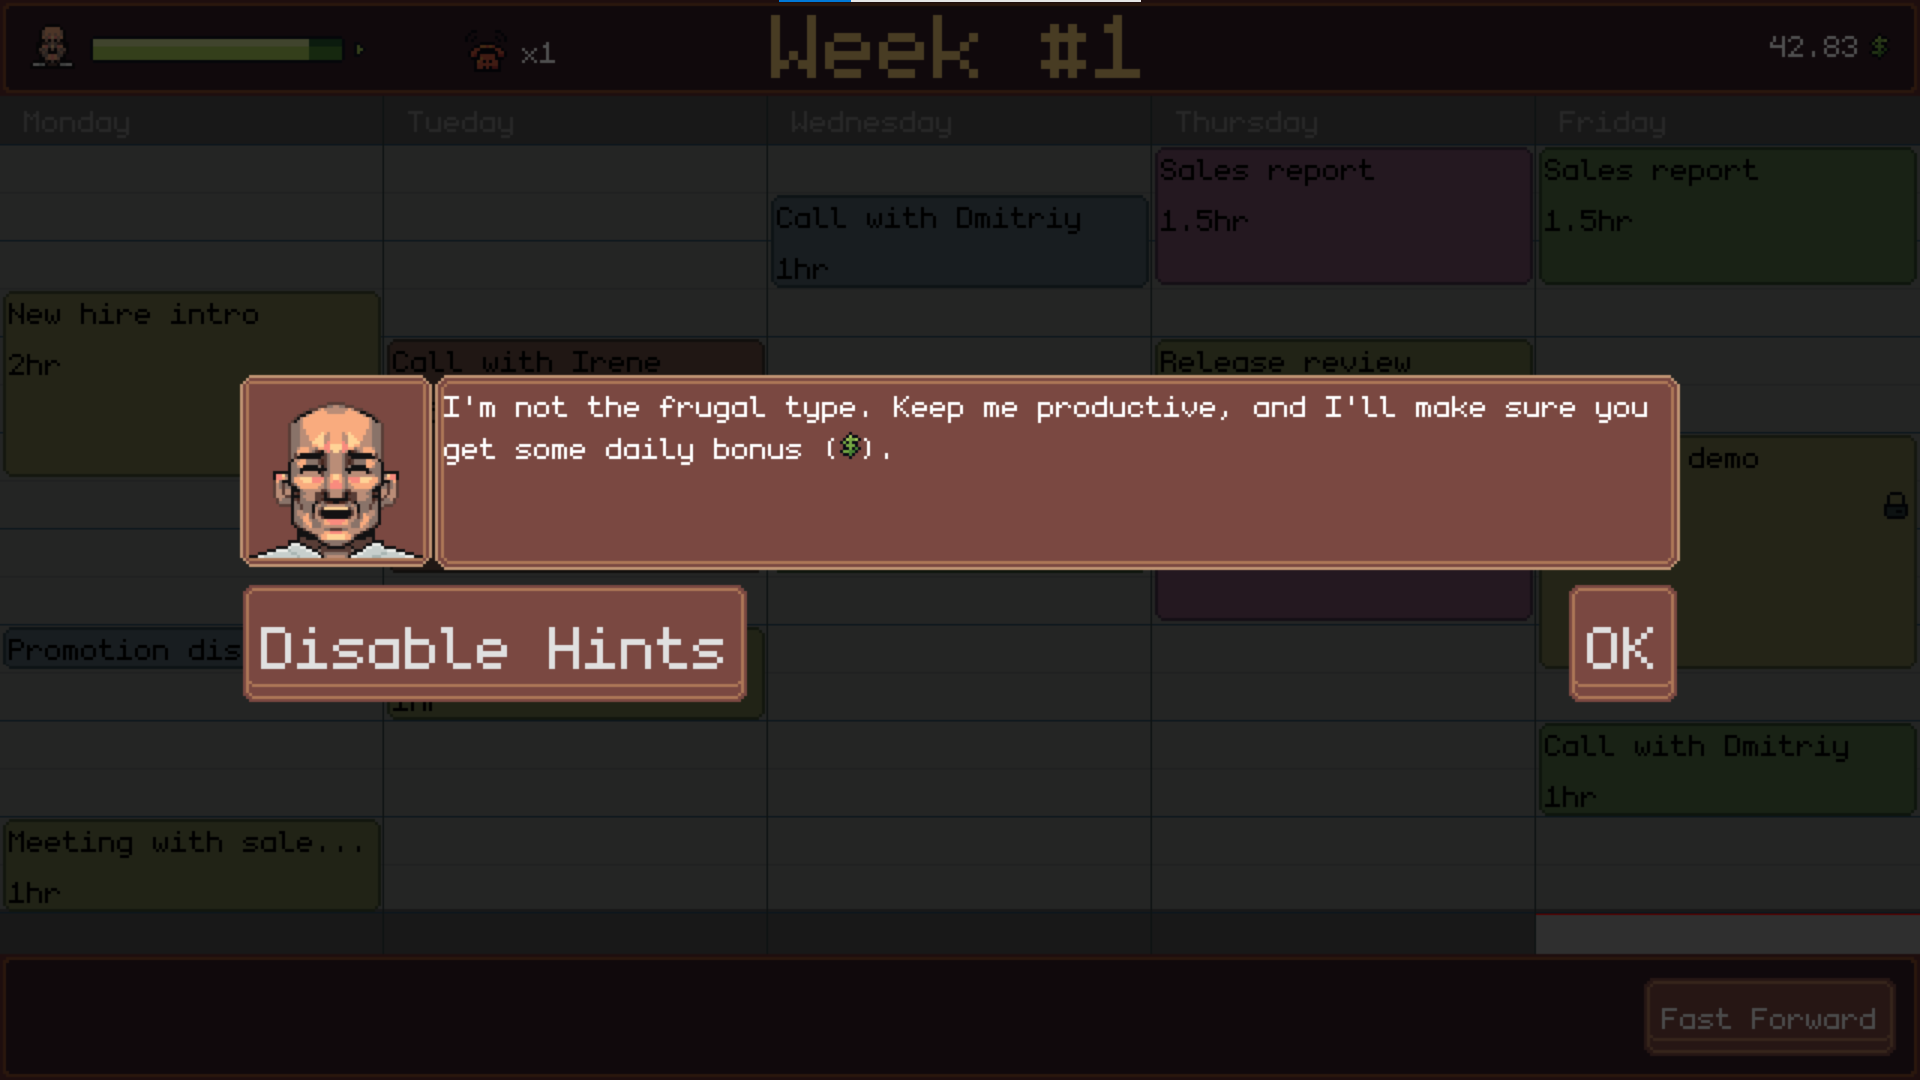 x1
Week #1
42.83
Monday
Tueday
Wednesday
Thursday
Friday
Sales report
1.5hr
Sales report
1.5hr
Call with Dmitriy
1hr
New hire intro
2hr
Call with Irene
Release review
I'm not the frugal type. Keep me productive, and I'll make sure you
get some daily bonus ($).
demo
Promotion dis
Disable Hints
OK
1hr
Call with Dmitriy
1hr
Meeting with sale...
1hr
Fast Forward